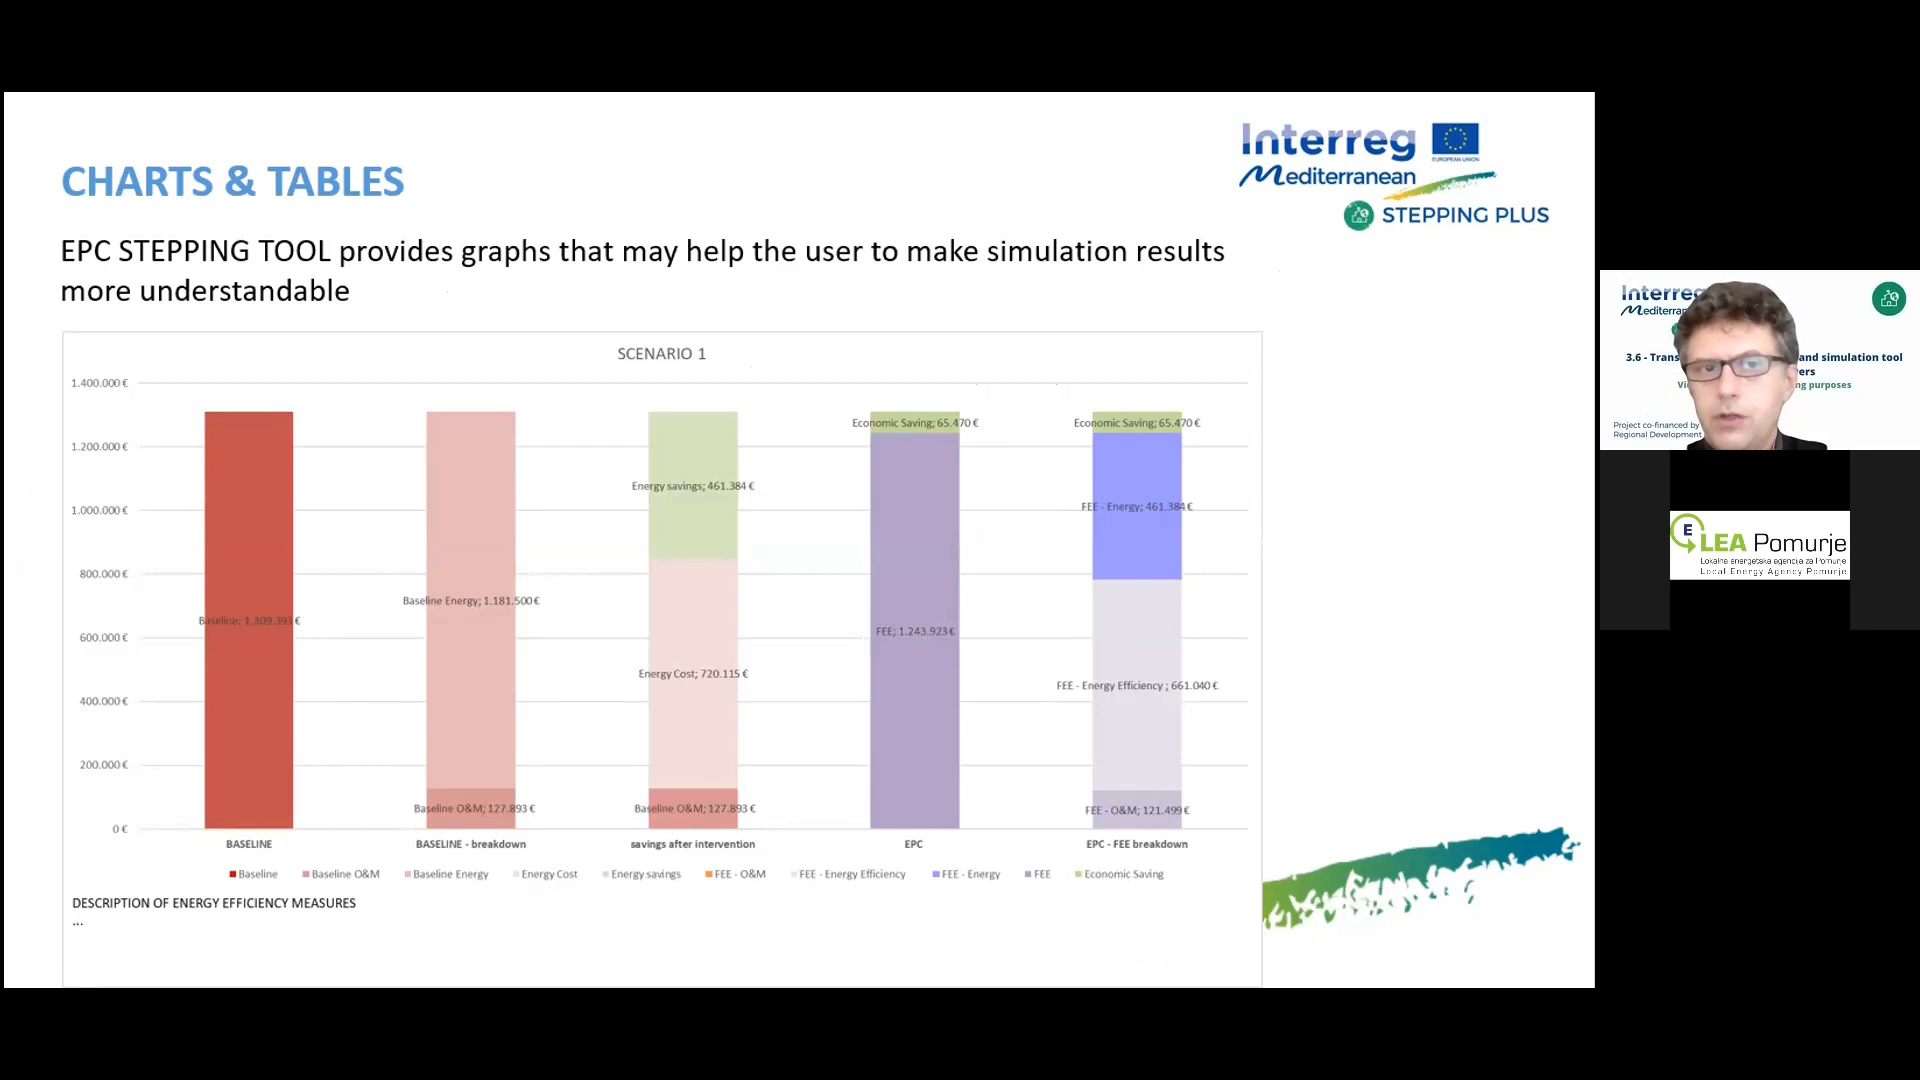 Interreg
EUROPEAN UNION
Mediterranean
STEPPING PLUS
CHARTS & TABLES
EPC STEPPING TOOL provides graphs that may help the user to make simulation results
more understandable
SCENARIO 1
1.400.000 €
1.200.000 €
1.000.000 €
800.000 €
600.000 €
400.000 €
200.000 €
0 €
Baseline; 1.309.393 €
Baseline Energy; 1.181.500 €
Baseline O&M; 127.893 €
Energy savings; 461.384 €
Energy Cost; 720.115 €
Baseline O&M; 127.893 €
Economic Saving; 65.470 €
FEE; 1.243.923 €
Economic Saving; 65.470 €
FEE - Energy; 461.384 €
FEE - Energy Efficiency ; 661.040 €
FEE - O&M; 121.499 €
BASELINE
BASELINE - breakdown
savings after intervention
EPC
EPC - FEE breakdown
Baseline
Baseline O&M
Baseline Energy
Energy Cost
Energy savings
FEE - O&M
FEE - Energy Efficiency
FEE - Energy
FEE
Economic Saving
DESCRIPTION OF ENERGY EFFICIENCY MEASURES
...
Interreg
3.6 - and simulation tool
purposes
Project co-financed by
Regional Development
E
LEA Pomurje
Lokalna energetska agencija za Pomurje
Local Energy Agency Pomurje